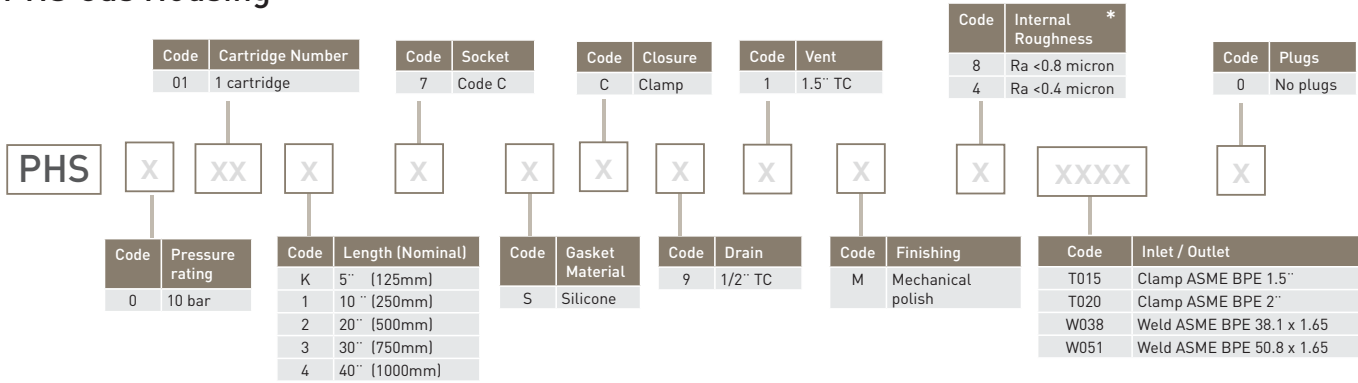 PHS Gas Housing
Code Internal Roughness *
8 Ra <0.8 micron
4 Ra <0.4 micron
Code Cartridge Number
01 1 cartridge
Code Socket
7 Code C
Code Closure
C Clamp
Code Vent
1 1.5¨ TC
Code Plugs
0 No plugs
PHS X XX X X X X X X X X XXXX X
Code Pressure rating
0 10 bar
Code Length (Nominal)
K 5¨ (125mm)
1 10 ¨ (250mm)
2 20¨ (500mm)
3 30¨ (750mm)
4 40¨ (1000mm)
Code Gasket Material
S Silicone
Code Drain
9 1/2¨ TC
Code Finishing
M Mechanical polish
Code Inlet / Outlet
T015 Clamp ASME BPE 1.5¨
T020 Clamp ASME BPE 2¨
W038 Weld ASME BPE 38.1 x 1.65
W051 Weld ASME BPE 50.8 x 1.65